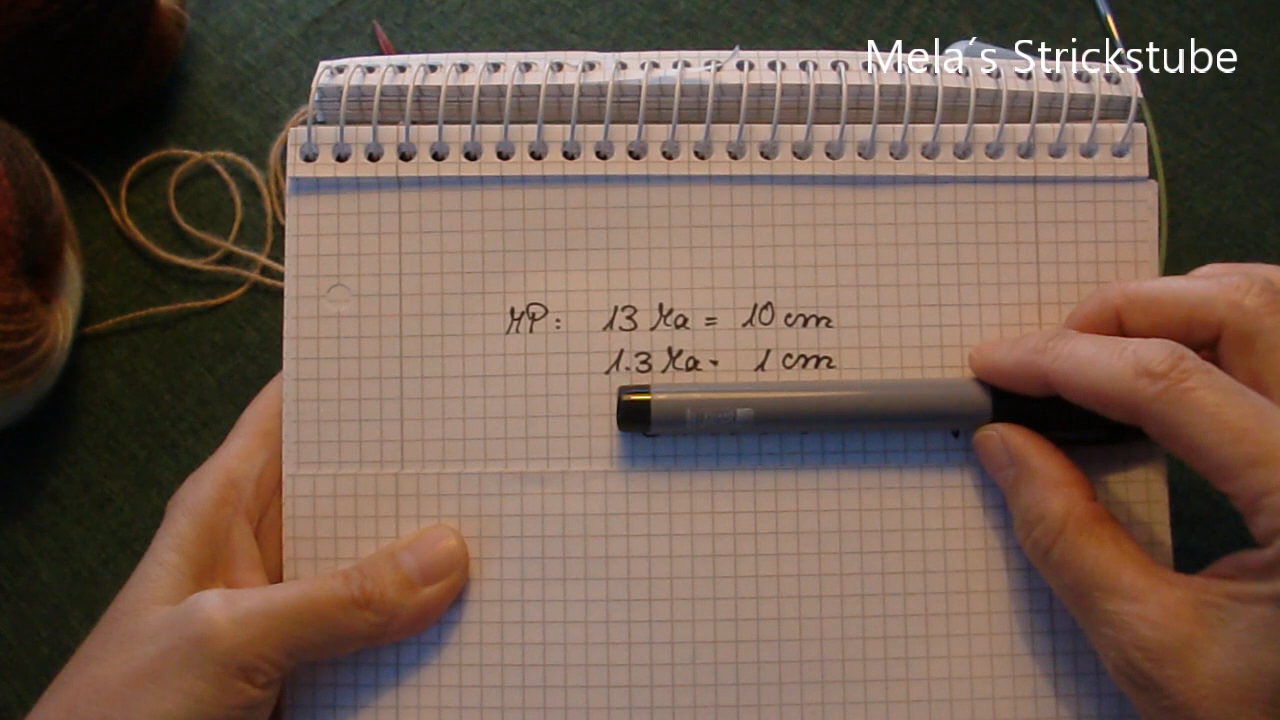 Mela´s Strickstube
MP: 13 Ma = 10 cm
1.3 Ma = 1 cm